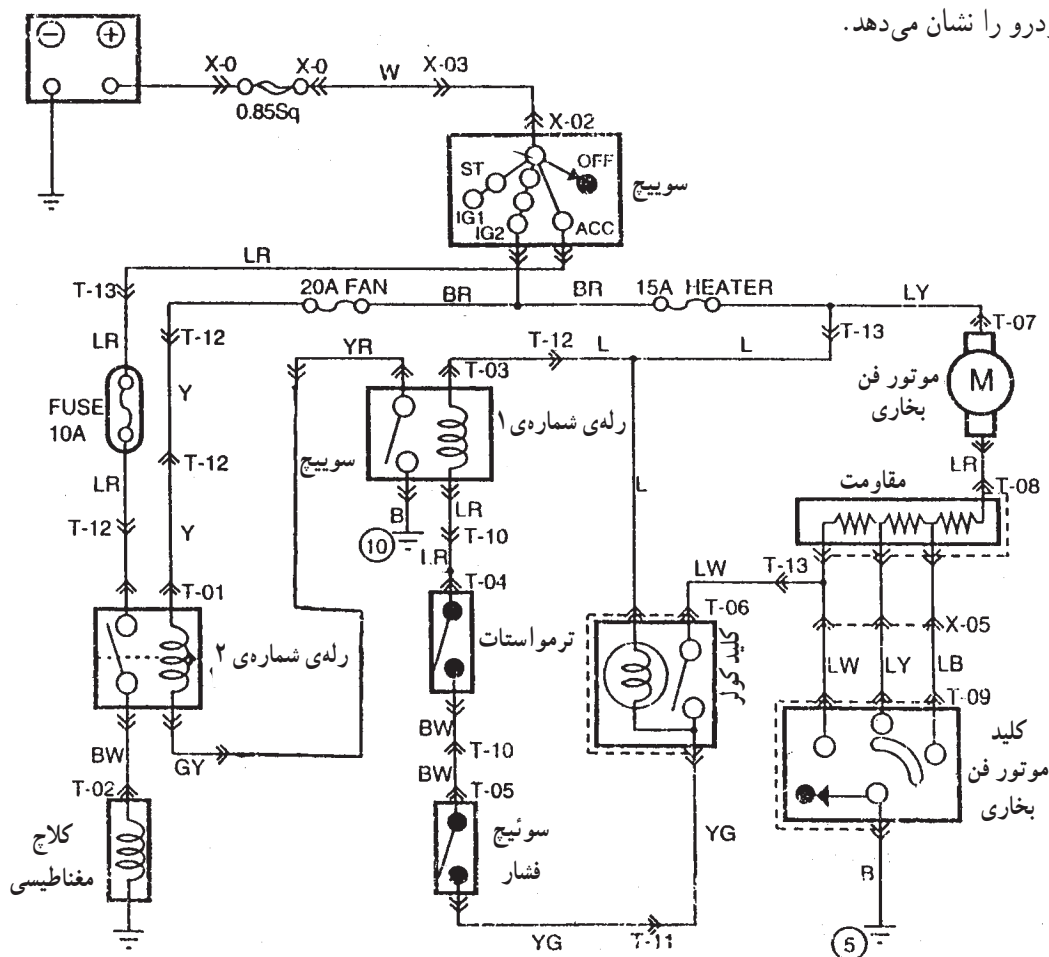 درو را نشان می‌دهد.
X-0
X-0
W
X-03
0.85Sq
X-02
ST
OFF
IG1
IG2
ACC
سوییچ
LR
T-13
20A FAN
BR
BR
15A HEATER
LY
T-12
T-12
T-13
T-07
LR
YR
L
L
T-03
M
موتور فن
بخاری
FUSE
10A
Y
رله‌ی شماره‌ی ۱
سوییچ
LR
T-12
L
LR
T-08
مقاومت
LR
T-12
Y
B
10
LR
T-10
LR
T-04
LW
T-13
T-06
X-05
T-01
ترمواستات
کلید کولر
LW
LY
LB
T-09
رله‌ی شماره‌ی ۲
کلید
موتور فن
بخاری
BW
GY
BW
T-10
BW
T-02
T-05
YG
کلاچ
مغناطیسی
سوئیچ
فشار
B
YG
T-11
5